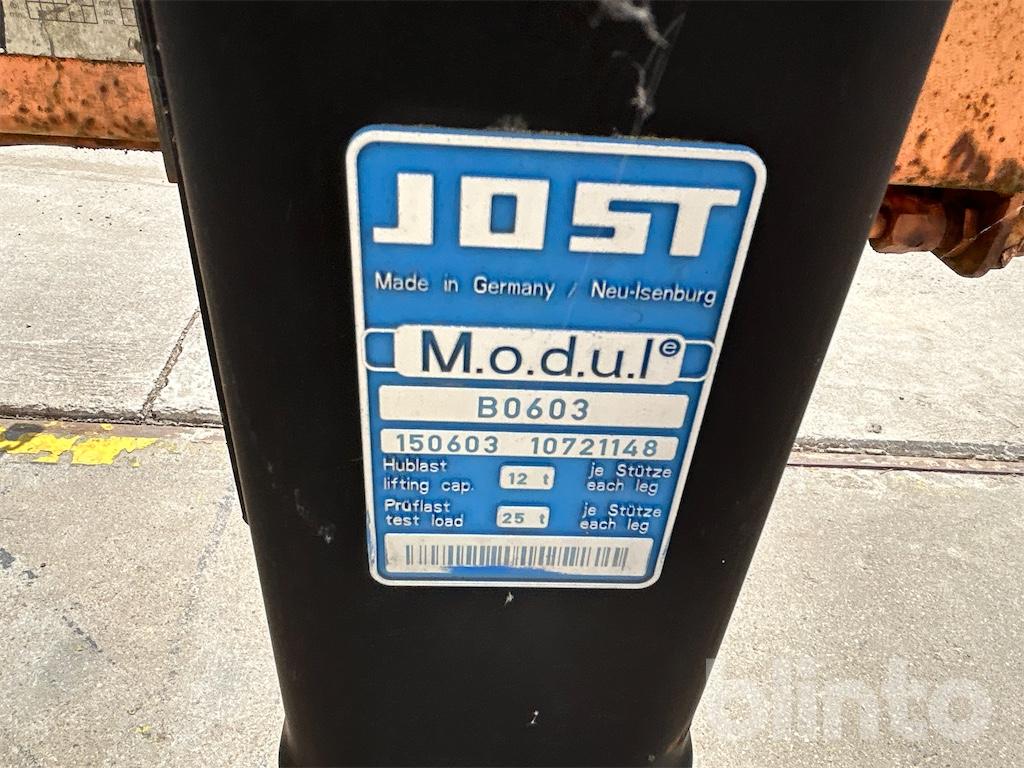 JOST
Made in Germany / Neu-Isenburg
M.o.d.u.l e
B0603
150603 10721148
Hublast
lifting cap. 12 t je Stütze
each leg
Prüflast
test load 25 t je Stütze
each leg
blinto